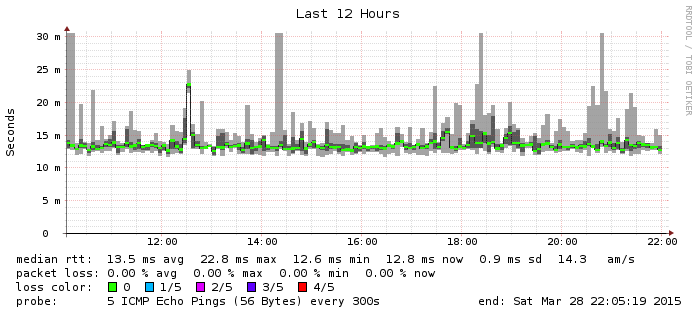 Last 12 Hours
RRDTOOL / TOBI OETIKER
Seconds
30 m
25 m
20 m
15 m
10 m
5 m
0
12:00 14:00 16:00 18:00 20:00 22:00
median rtt: 13.5 ms avg 22.8 ms max 12.6 ms min 12.8 ms now 0.9 ms sd 14.3 am/s
packet loss: 0.00 % avg 0.00 % max 0.00 % min 0.00 % now
loss color: 0 1/5 2/5 3/5 4/5
probe: 5 ICMP Echo Pings (56 Bytes) every 300s end: Sat Mar 28 22:05:19 2015